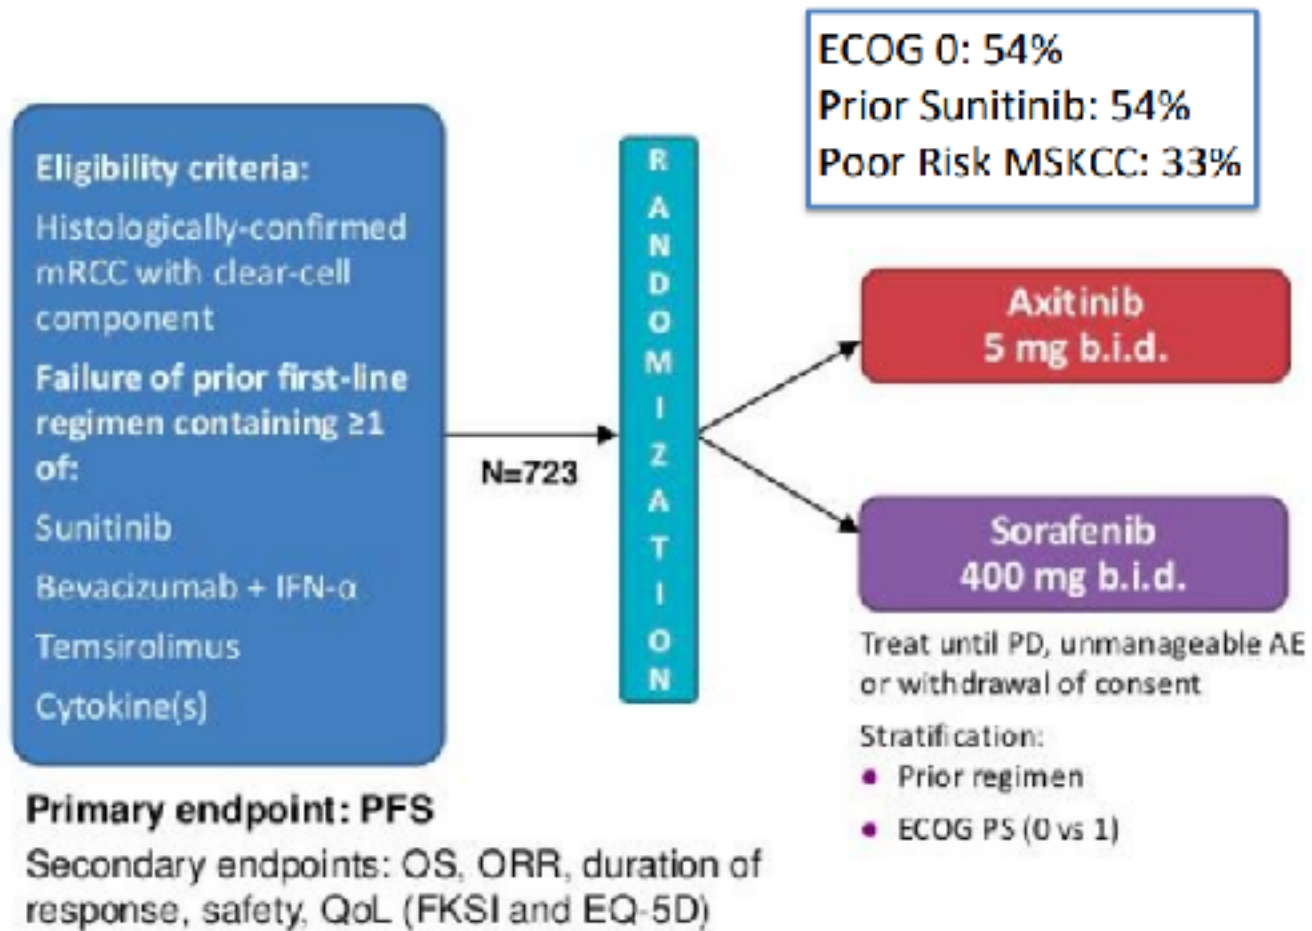 ECOG 0: 54%
Prior Sunitinib: 54%
Poor Risk MSKCC: 33%
Eligibility criteria:
Histologically-confirmed
mRCC with clear-cell
component
Failure of prior first-line
regimen containing ≥1
of:
Sunitinib
Bevacizumab + IFN-α
Temsirolimus
Cytokine(s)
N=723
RANDOMIZATION
Axitinib
5 mg b.i.d.
Sorafenib
400 mg b.i.d.
Treat until PD, unmanageable AE
or withdrawal of consent
Stratification:
• Prior regimen
• ECOG PS (0 vs 1)
Primary endpoint: PFS
Secondary endpoints: OS, ORR, duration of
response, safety, QoL (FKSI and EQ-5D)